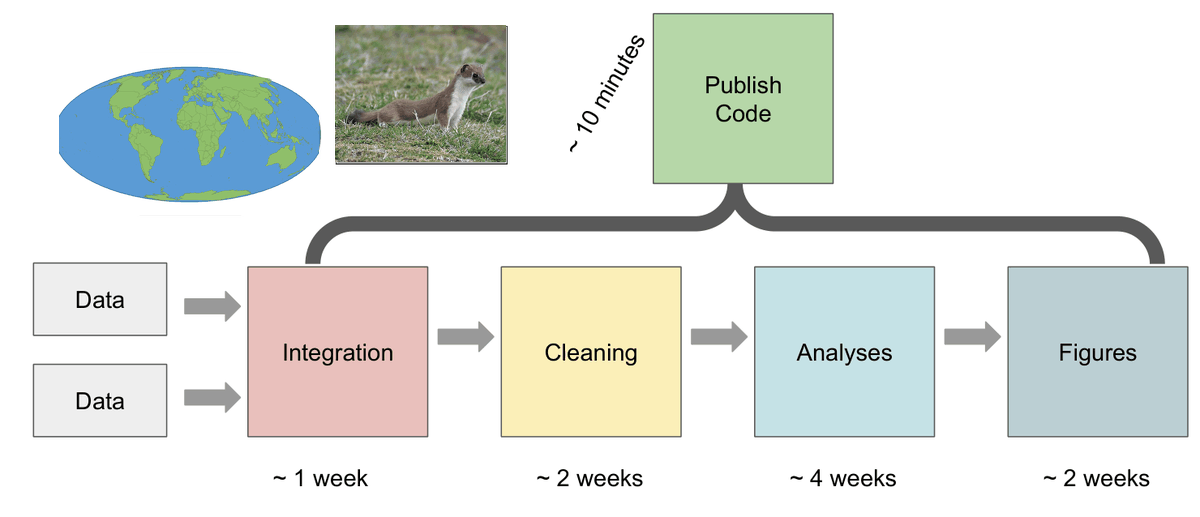 ~ 10 minutes
Publish
Code
Data
Data
Integration
Cleaning
Analyses
Figures
~ 1 week
~ 2 weeks
~ 4 weeks
~ 2 weeks